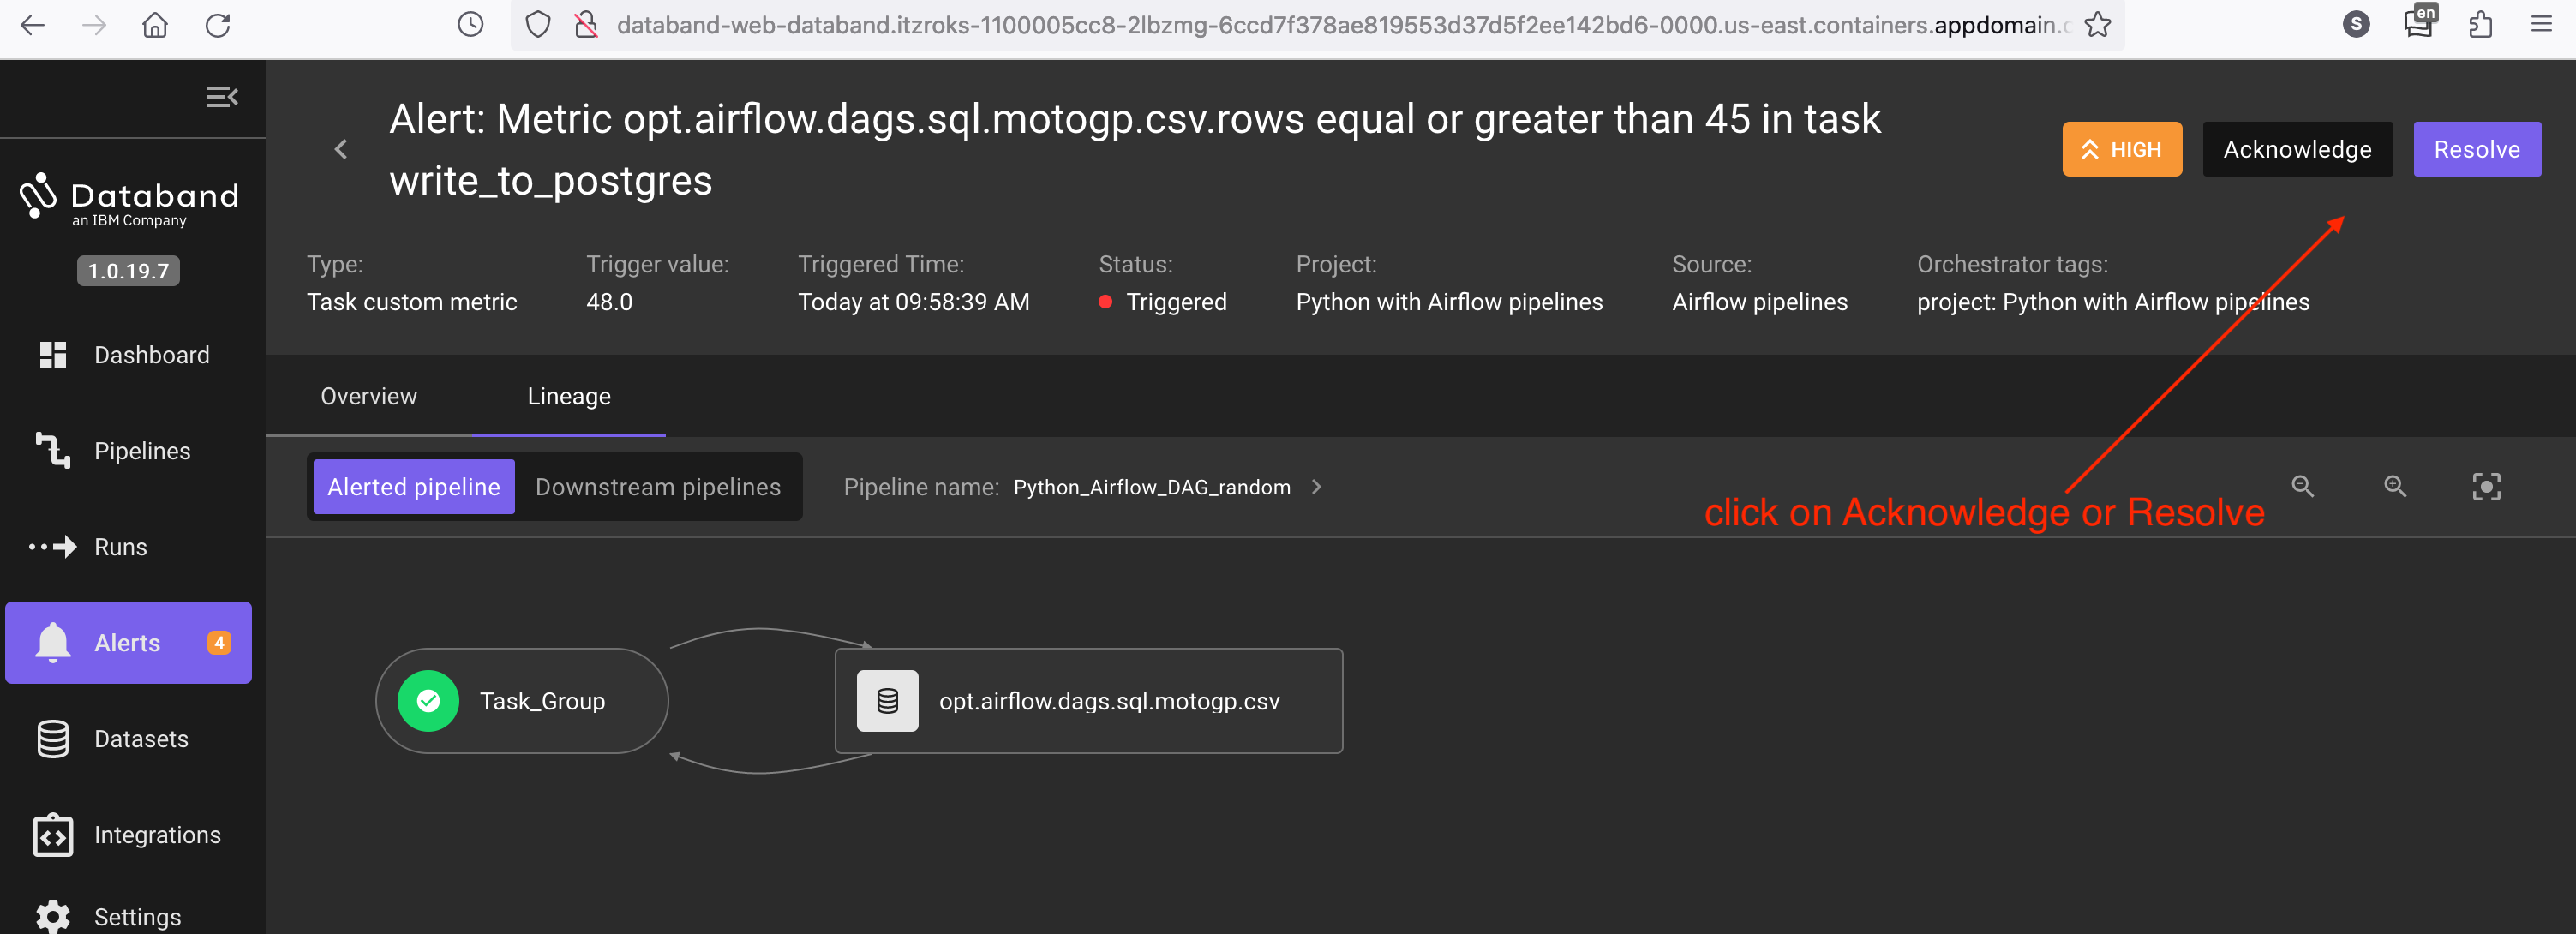 databand-web-databand.itzroks-1100005cc8-2lbzmg-6ccd7f378ae819553d37d5f2ee142bd6-0000.us-east.containers.appdomain.c
S
en
Databand
an IBM Company
1.0.19.7
Dashboard
Pipelines
Runs
Alerts 4
Datasets
Integrations
Settings
Alert: Metric opt.airflow.dags.sql.motogp.csv.rows equal or greater than 45 in task
write_to_postgres
HIGH
Acknowledge
Resolve
Type: Trigger value: Triggered Time: Status: Project: Source: Orchestrator tags:
Task custom metric 48.0 Today at 09:58:39 AM Triggered Python with Airflow pipelines Airflow pipelines project: Python with Airflow pipelines
Overview Lineage
Alerted pipeline Downstream pipelines Pipeline name: Python_Airflow_DAG_random
click on Acknowledge or Resolve
Task_Group
opt.airflow.dags.sql.motogp.csv